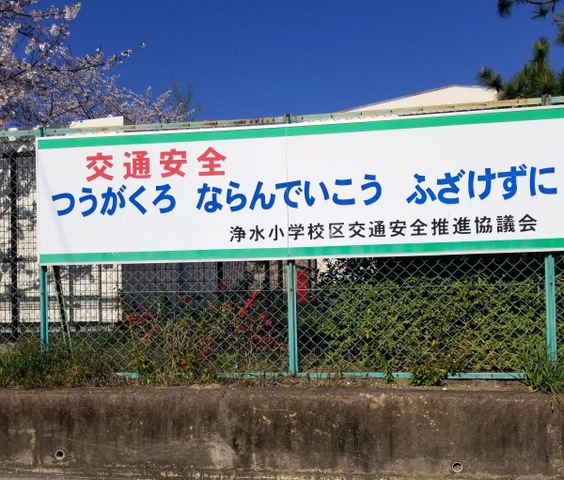 交通安全
つうがくろ ならんでいこう ふざけずに
浄水小学校区交通安全推進協議会